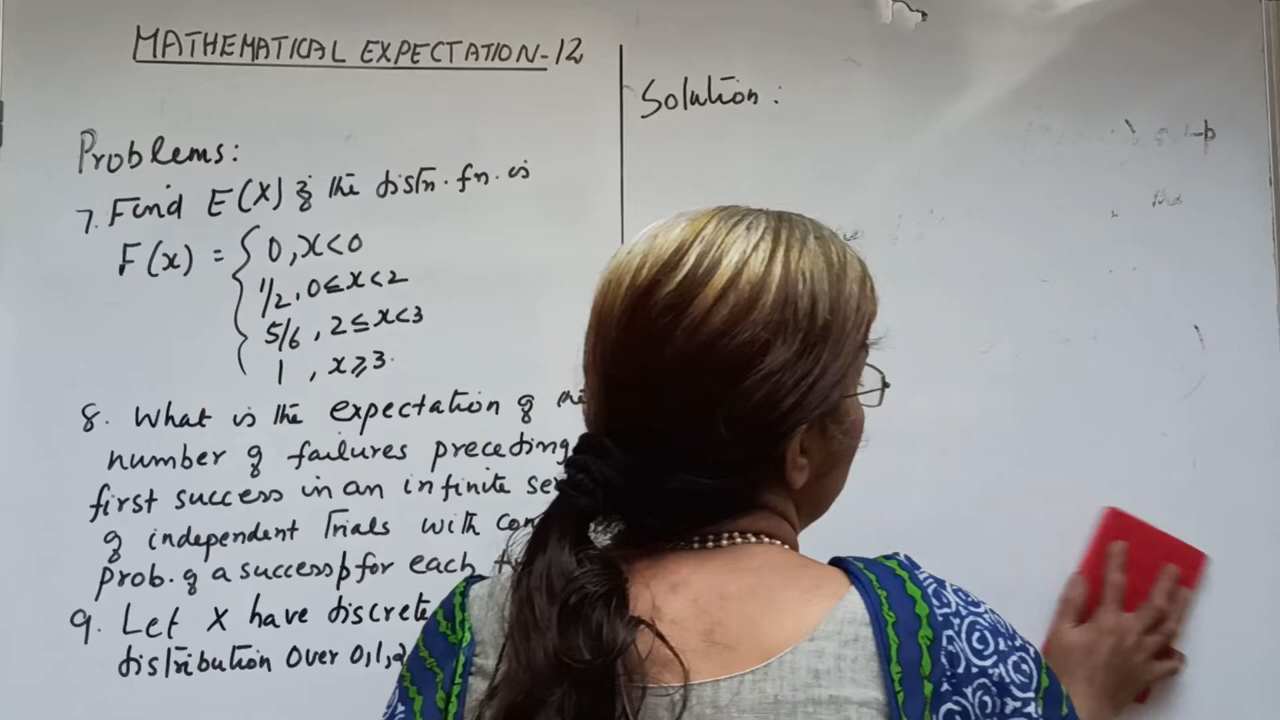 MATHEMATICAL EXPECTATION-12
Problems:
7. Find E(X) if the distn. fn. is
F(x) = { 0, x<0
1/2, 0≤x<2
5/6, 2≤x<3
1, x≥3.
8. What is the expectation of the
number of failures preceding
first success in an infinite
of independent Trials with
prob. of a success p for each
9. Let X have discrete
distribution over 0,1,2
Solution:
p